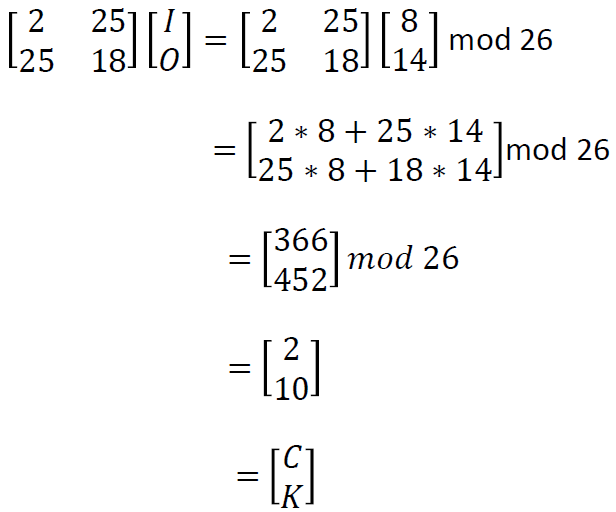 [2 25] [I] = [2 25] [8] mod 26
[25 18] [O] [25 18] [14]
= [2 * 8 + 25 * 14] mod 26
[25 * 8 + 18 * 14]
= [366] mod 26
[452]
= [2]
[10]
= [C]
[K]